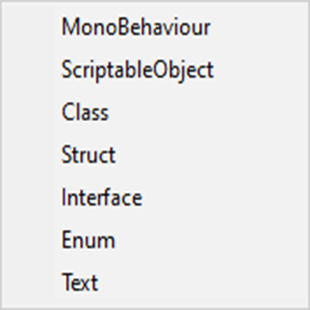 MonoBehaviour
ScriptableObject
Class
Struct
Interface
Enum
Text